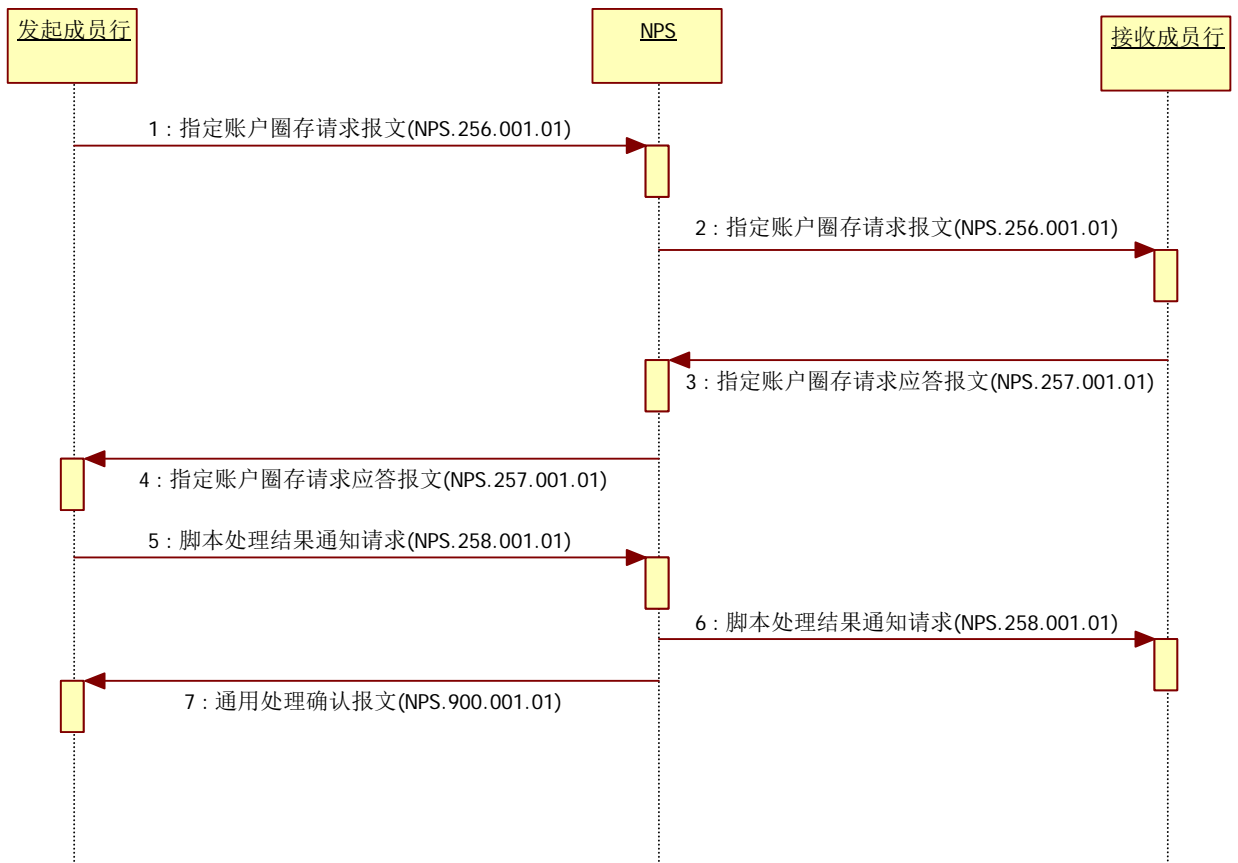 发起成员行
NPS
接收成员行
1 : 指定账户圈存请求报文(NPS.256.001.01)
2 : 指定账户圈存请求报文(NPS.256.001.01)
3 : 指定账户圈存请求应答报文(NPS.257.001.01)
4 : 指定账户圈存请求应答报文(NPS.257.001.01)
5 : 脚本处理结果通知请求(NPS.258.001.01)
6 : 脚本处理结果通知请求(NPS.258.001.01)
7 : 通用处理确认报文(NPS.900.001.01)